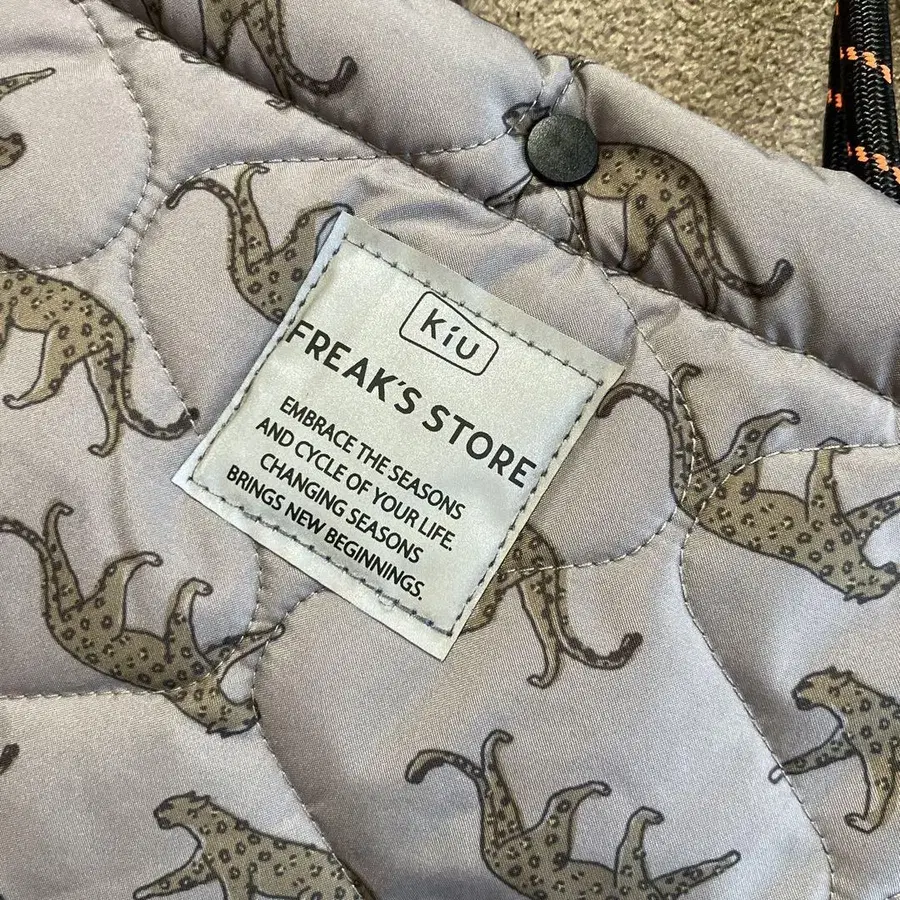 KiU
FREAK'S STORE
EMBRACE THE SEASONS
AND CYCLE OF YOUR LIFE.
CHANGING SEASONS
BRINGS NEW BEGINNINGS.